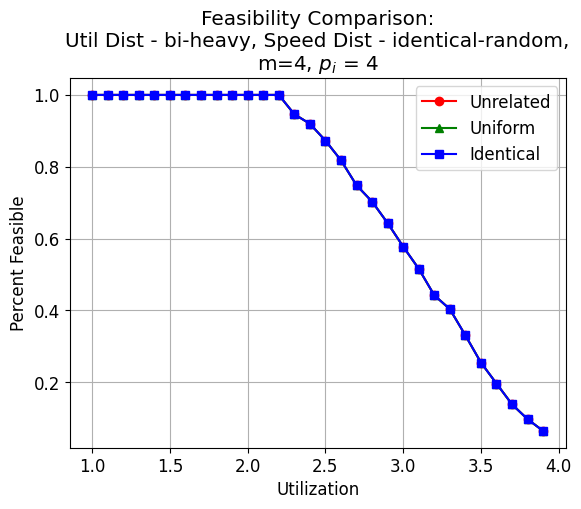 Feasibility Comparison:
Util Dist - bi-heavy, Speed Dist - identical-random,
m=4, $p_i$ = 4
Unrelated
Uniform
Identical
Percent Feasible
1.0
0.8
0.6
0.4
0.2
1.0 1.5 2.0 2.5 3.0 3.5 4.0
Utilization